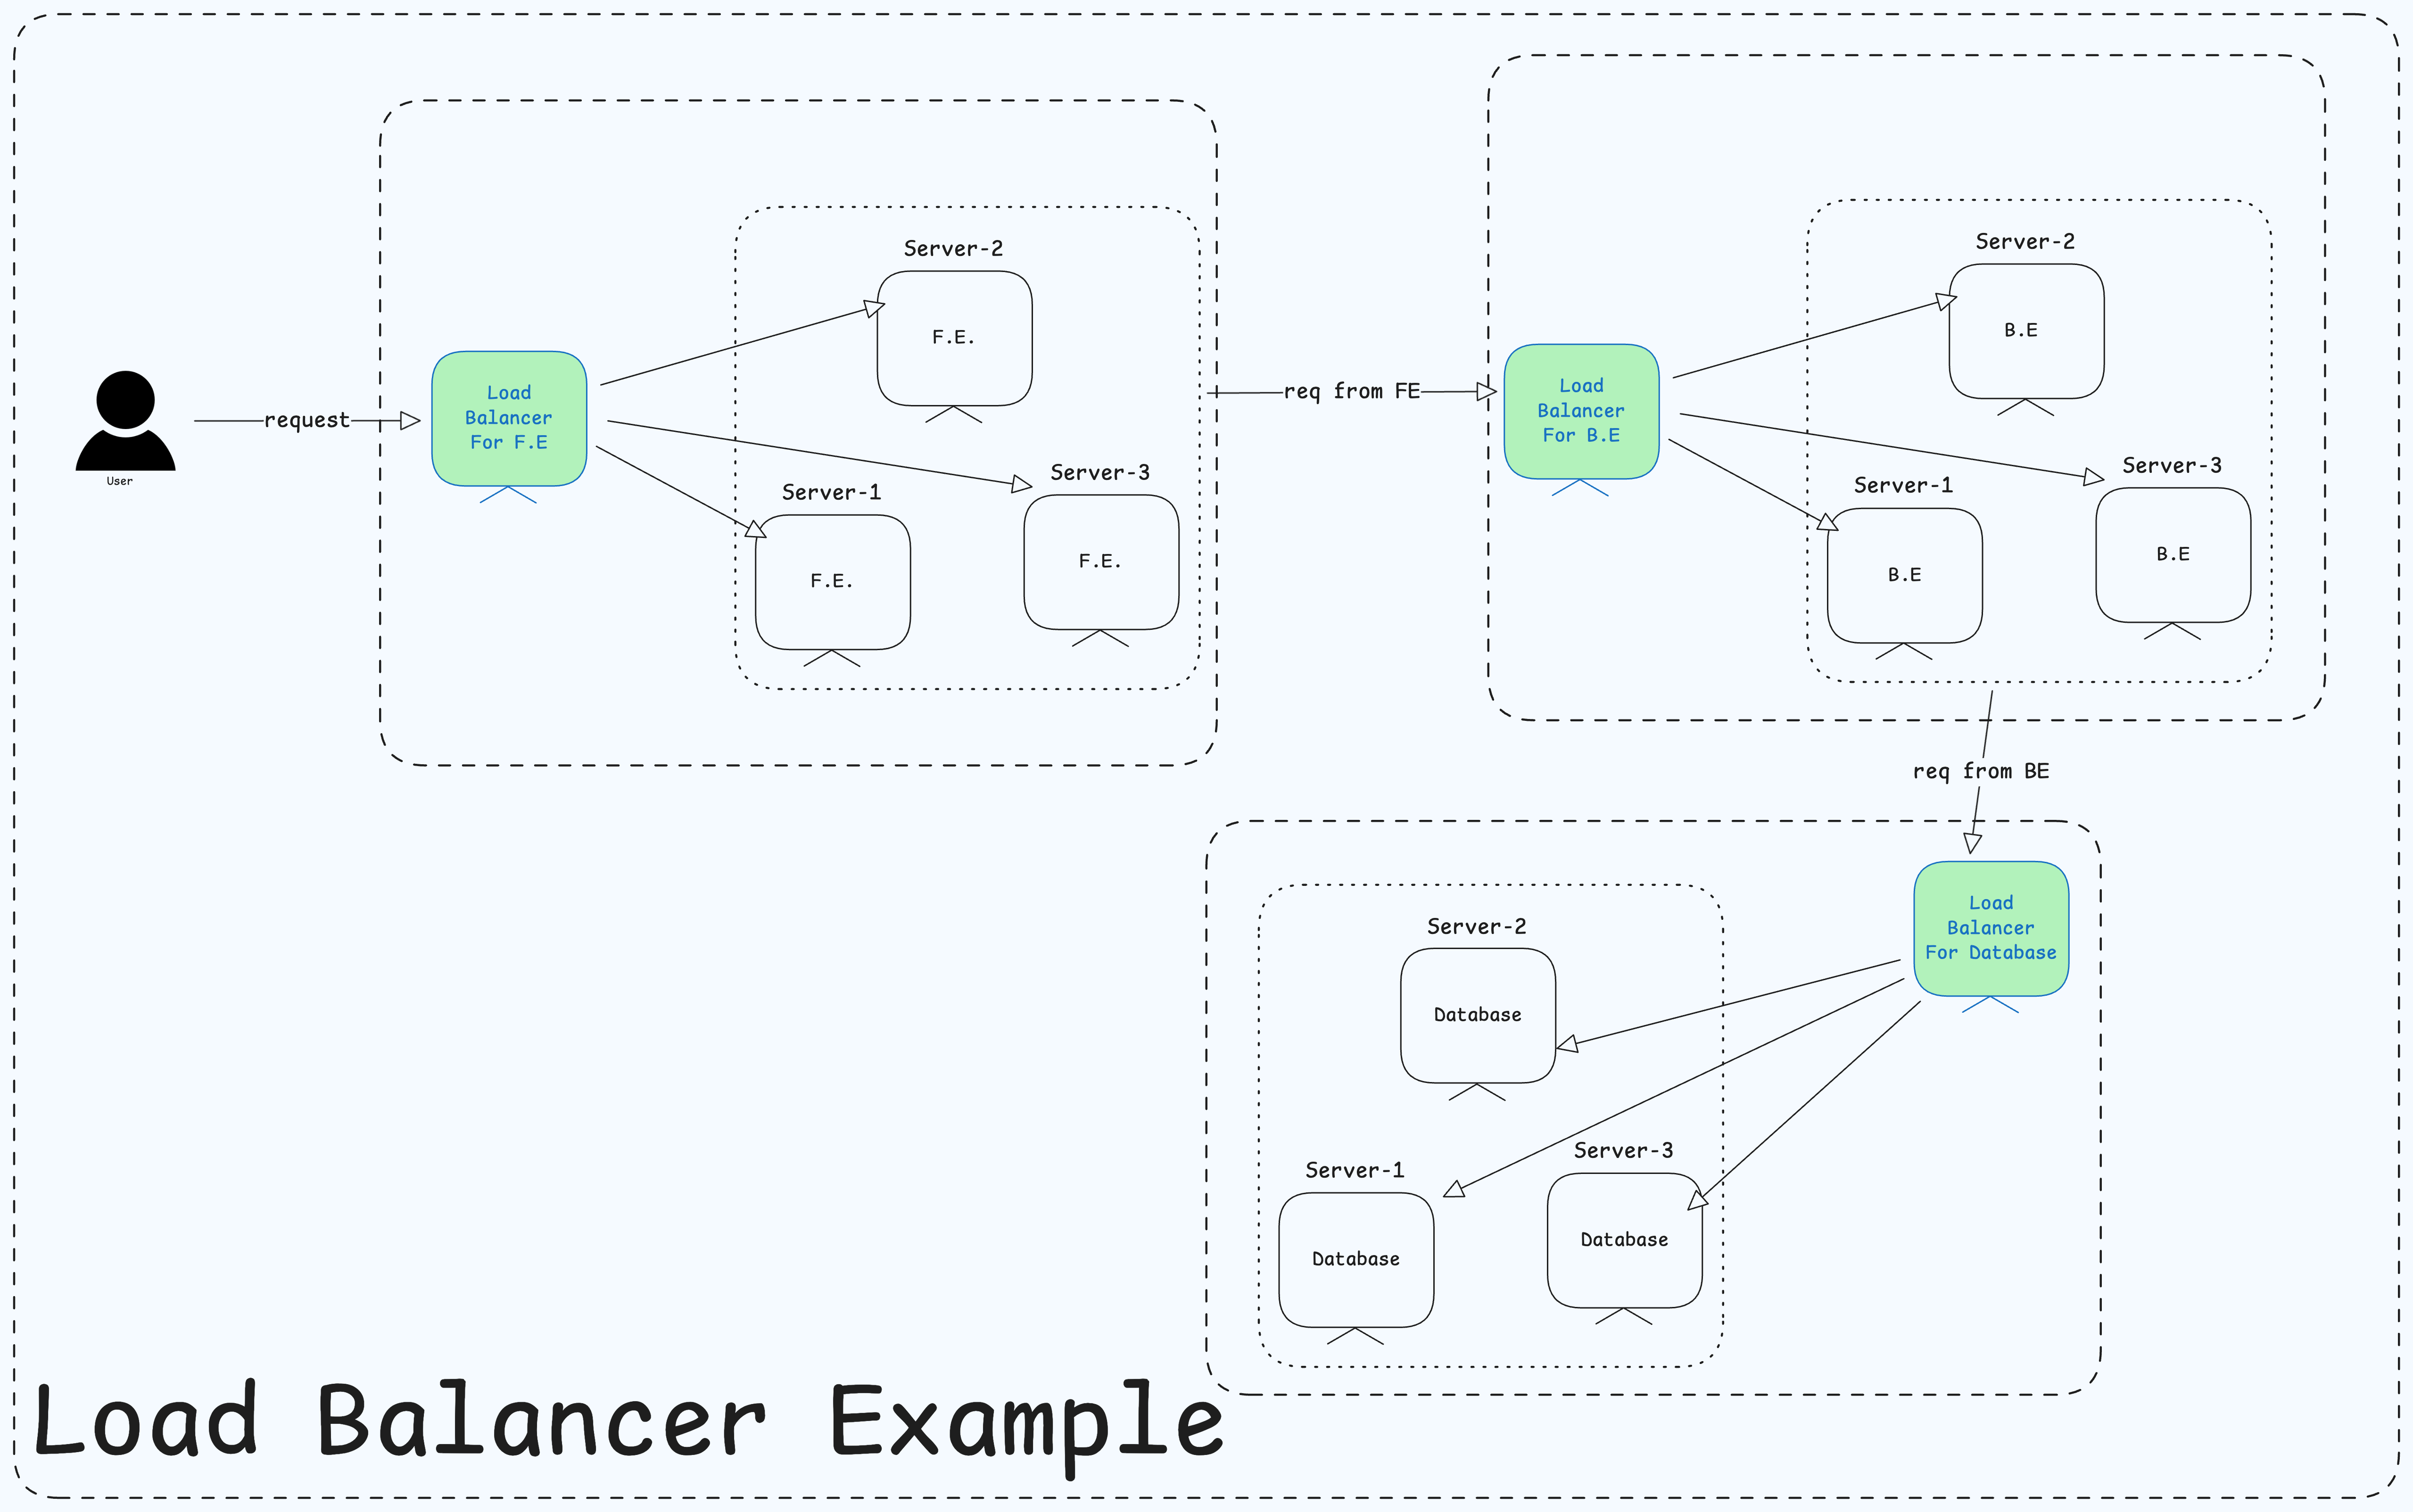 User
request
Load
Balancer
For F.E
Server-2
F.E.
Server-1
F.E.
Server-3
F.E.
req from FE
Load
Balancer
For B.E
Server-2
B.E
Server-1
B.E
Server-3
B.E
req from BE
Load
Balancer
For Database
Server-2
Database
Server-1
Database
Server-3
Database
Load Balancer Example